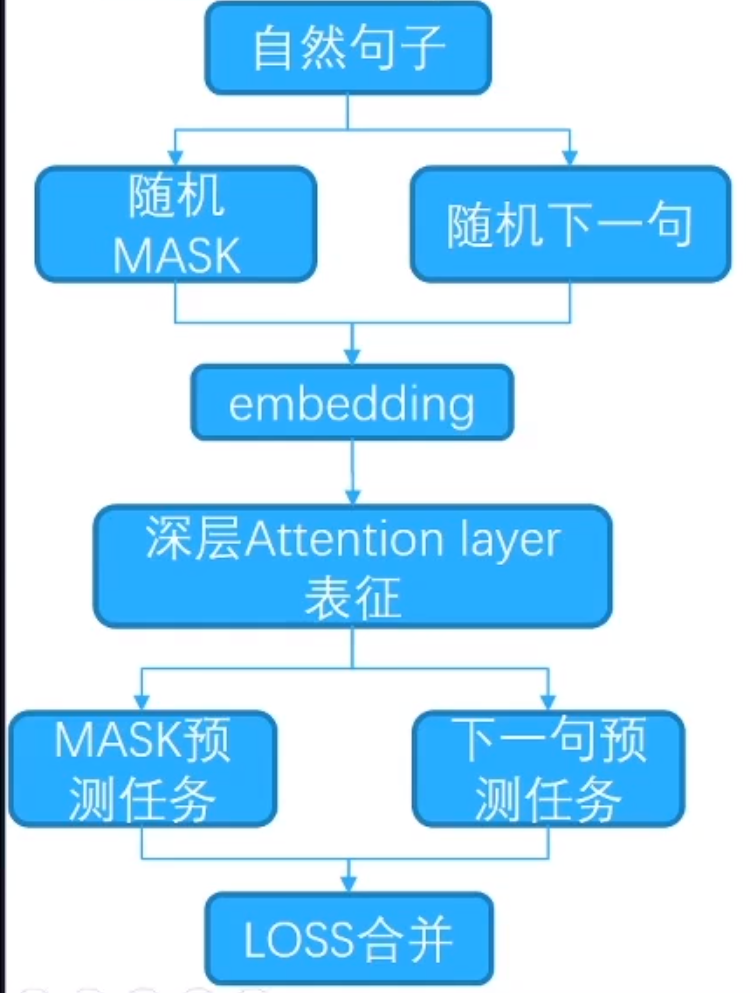 自然句子
随机
MASK
随机下一句
embedding
深层Attention layer
表征
MASK预
测任务
下一句预
测任务
LOSS合并